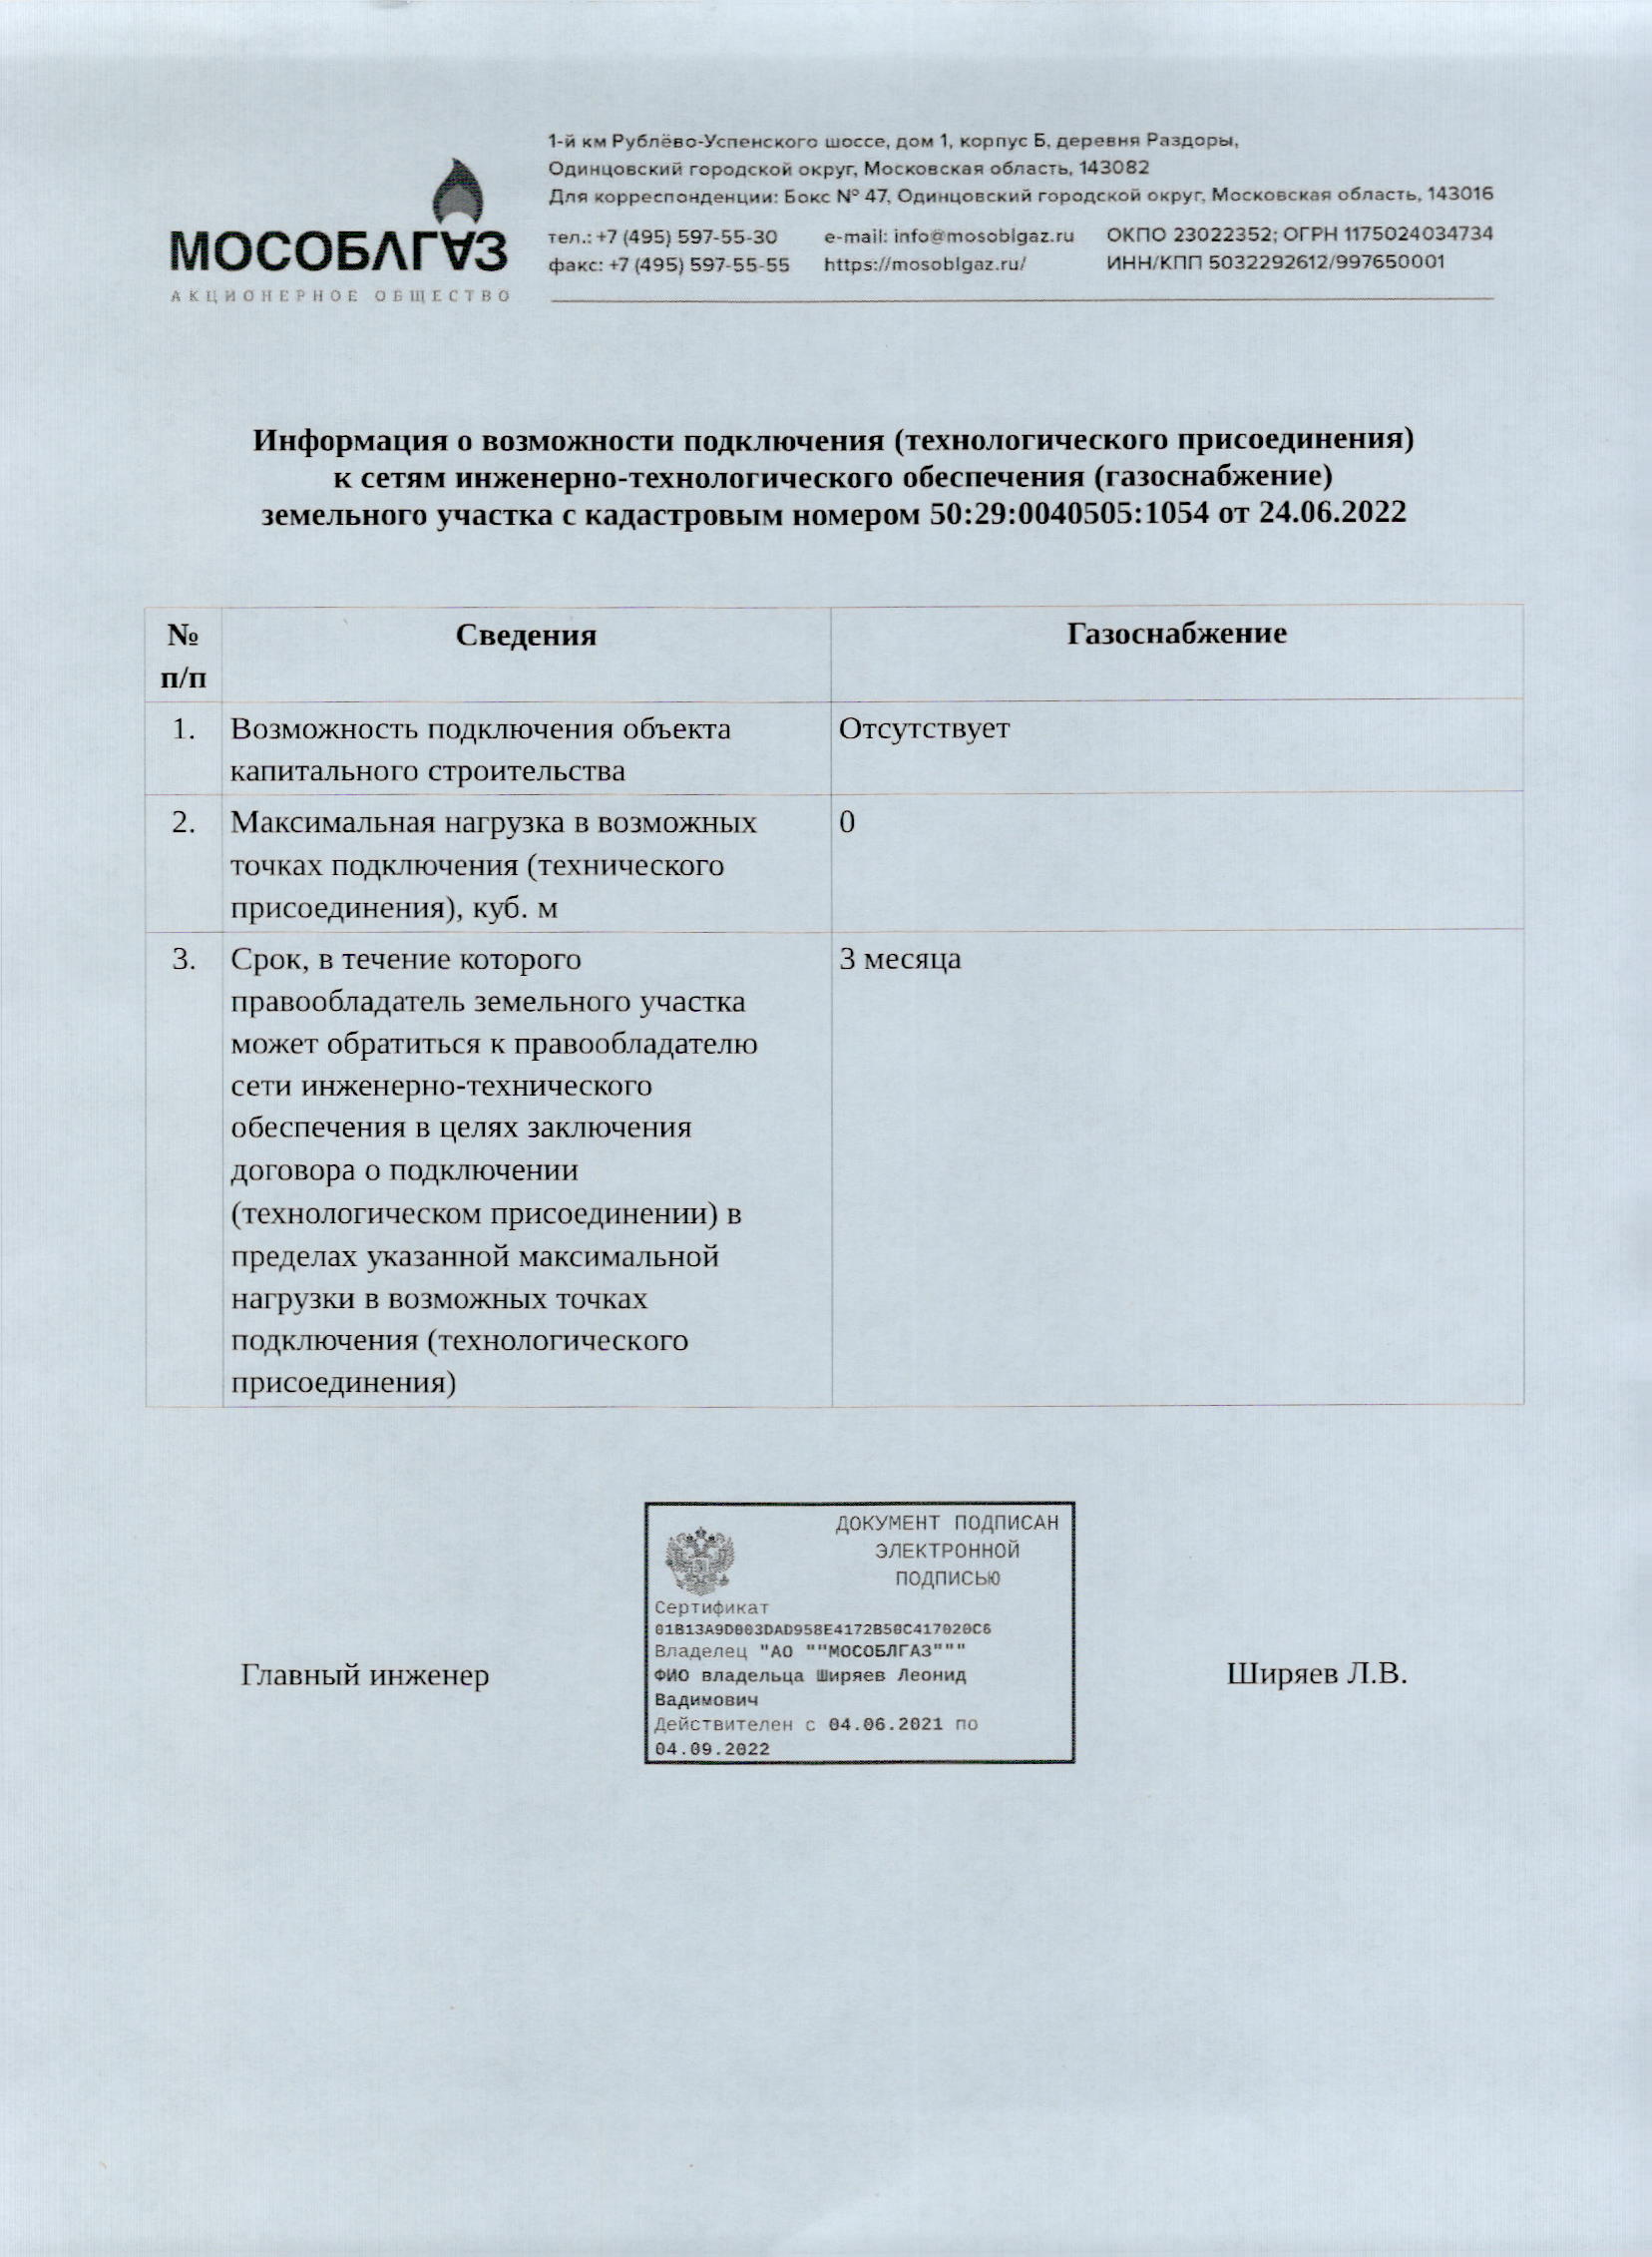 1-й км Рублёво-Успенского шоссе, дом 1, корпус Б, деревня Раздоры,
Одинцовский городской округ, Московская область, 143082
Для корреспонденции: Бокс № 47, Одинцовский городской округ, Московская область, 143016
тел.: +7 (495) 597-55-30 e-mail: info@mosoblgaz.ru ОКПО 23022352; ОГРН 1175024034734
факс: +7 (495) 597-55-55 https://mosoblgaz.ru/ ИНН/КПП 5032292612/997650001
МОСОБЛГАЗ
АКЦИОНЕРНОЕ ОБЩЕСТВО
Информация о возможности подключения (технологического присоединения)
к сетям инженерно-технологического обеспечения (газоснабжение)
земельного участка с кадастровым номером 50:29:0040505:1054 от 24.06.2022
№
п/п
Сведения
Газоснабжение
1.
Возможность подключения объекта
капитального строительства
Отсутствует
2.
Максимальная нагрузка в возможных
точках подключения (технического
присоединения), куб. м
0
3.
Срок, в течение которого
правообладатель земельного участка
может обратиться к правообладателю
сети инженерно-технического
обеспечения в целях заключения
договора о подключении
(технологическом присоединении) в
пределах указанной максимальной
нагрузки в возможных точках
подключения (технологического
присоединения)
3 месяца
Главный инженер
ДОКУМЕНТ ПОДПИСАН
ЭЛЕКТРОННОЙ
ПОДПИСЬЮ
Сертификат
01B13A9D003DAD958E4172B50C417020C6
Владелец "АО ""МОСОБЛГАЗ"""
ФИО владельца Ширяев Леонид
Вадимович
Действителен с 04.06.2021 по
04.09.2022
Ширяев Л.В.